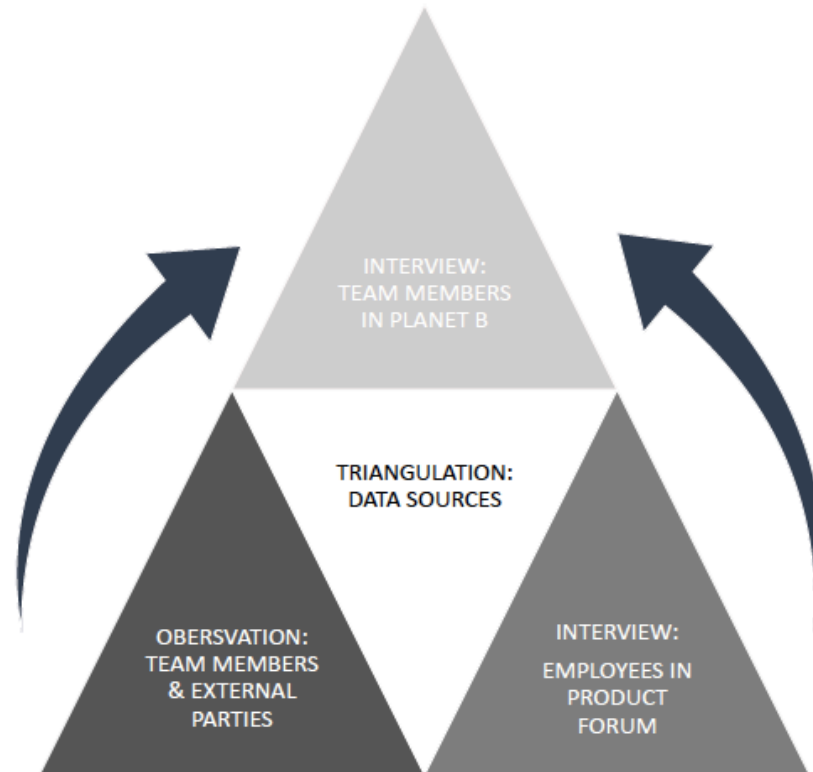 INTERVIEW:
TEAM MEMBERS
IN PLANET B
TRIANGULATION:
DATA SOURCES
OBERSVATION:
TEAM MEMBERS
& EXTERNAL
PARTIES
INTERVIEW:
EMPLOYEES IN
PRODUCT
FORUM